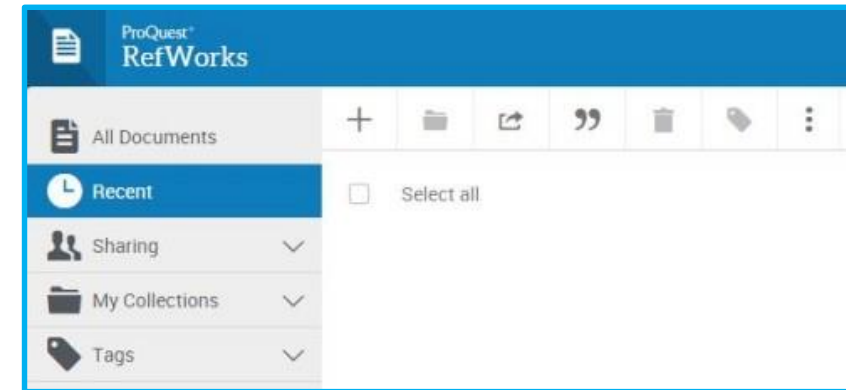 ProQuest®
RefWorks
All Documents
Recent
Select all
Sharing
My Collections
Tags